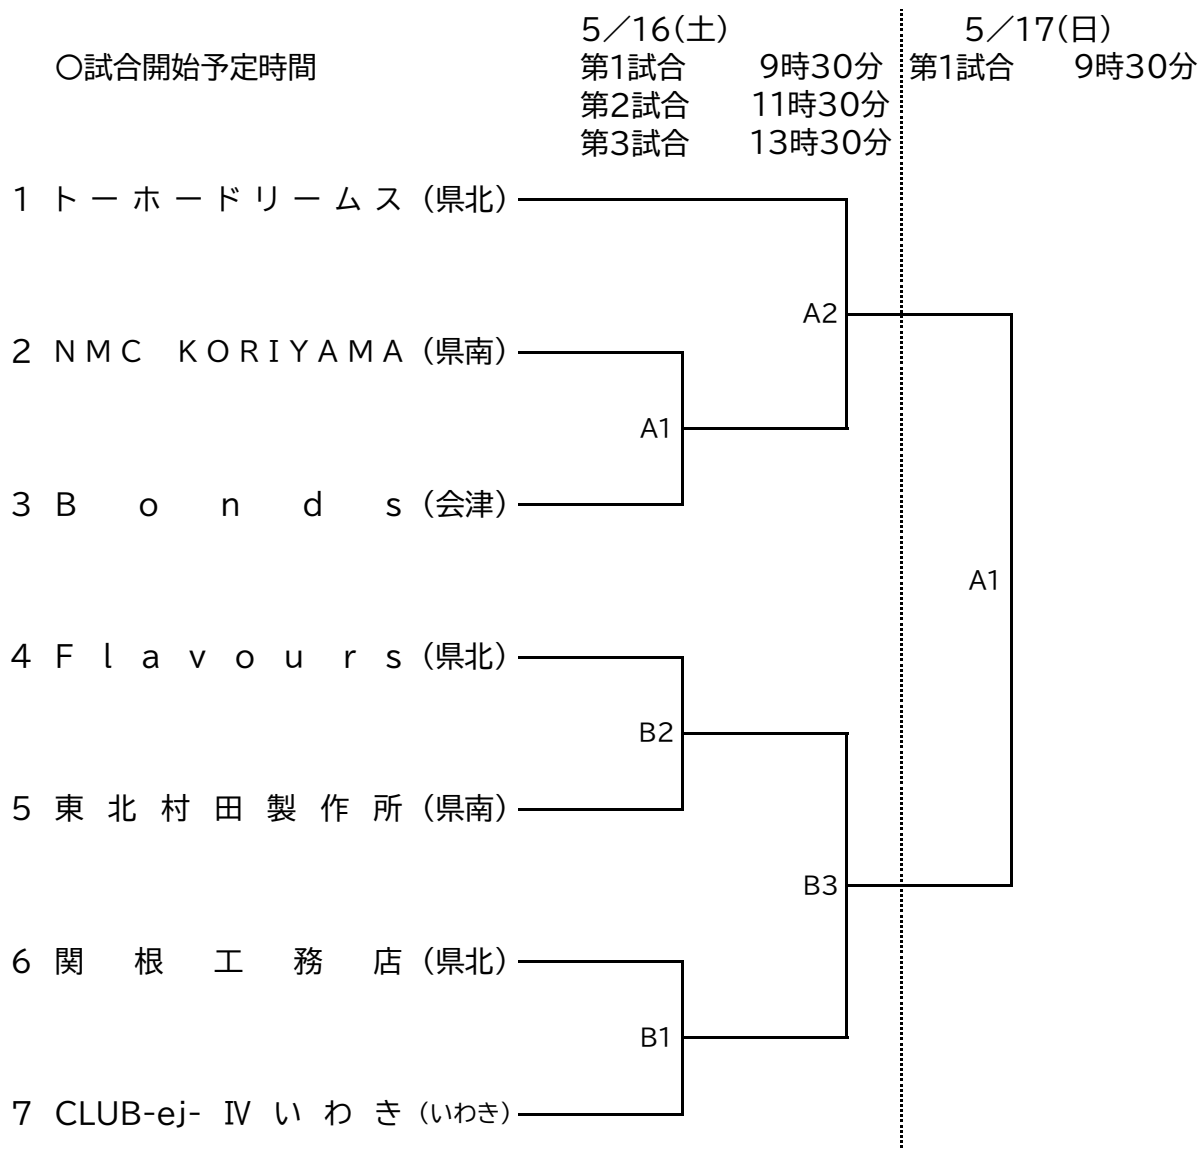 5／16(土) 5／17(日)
〇試合開始予定時間 第1試合 9時30分 第1試合 9時30分
第2試合 11時30分
第3試合 13時30分
1 トーホードリームス（県北）
A2
2 NMC KORIYAMA（県南）
A1
3 Bonds（会津）
A1
4 Flavours（県北）
B2
5 東北村田製作所（県南）
B3
6 関根工務店（県北）
B1
7 CLUB-ej-Ⅳいわき（いわき）